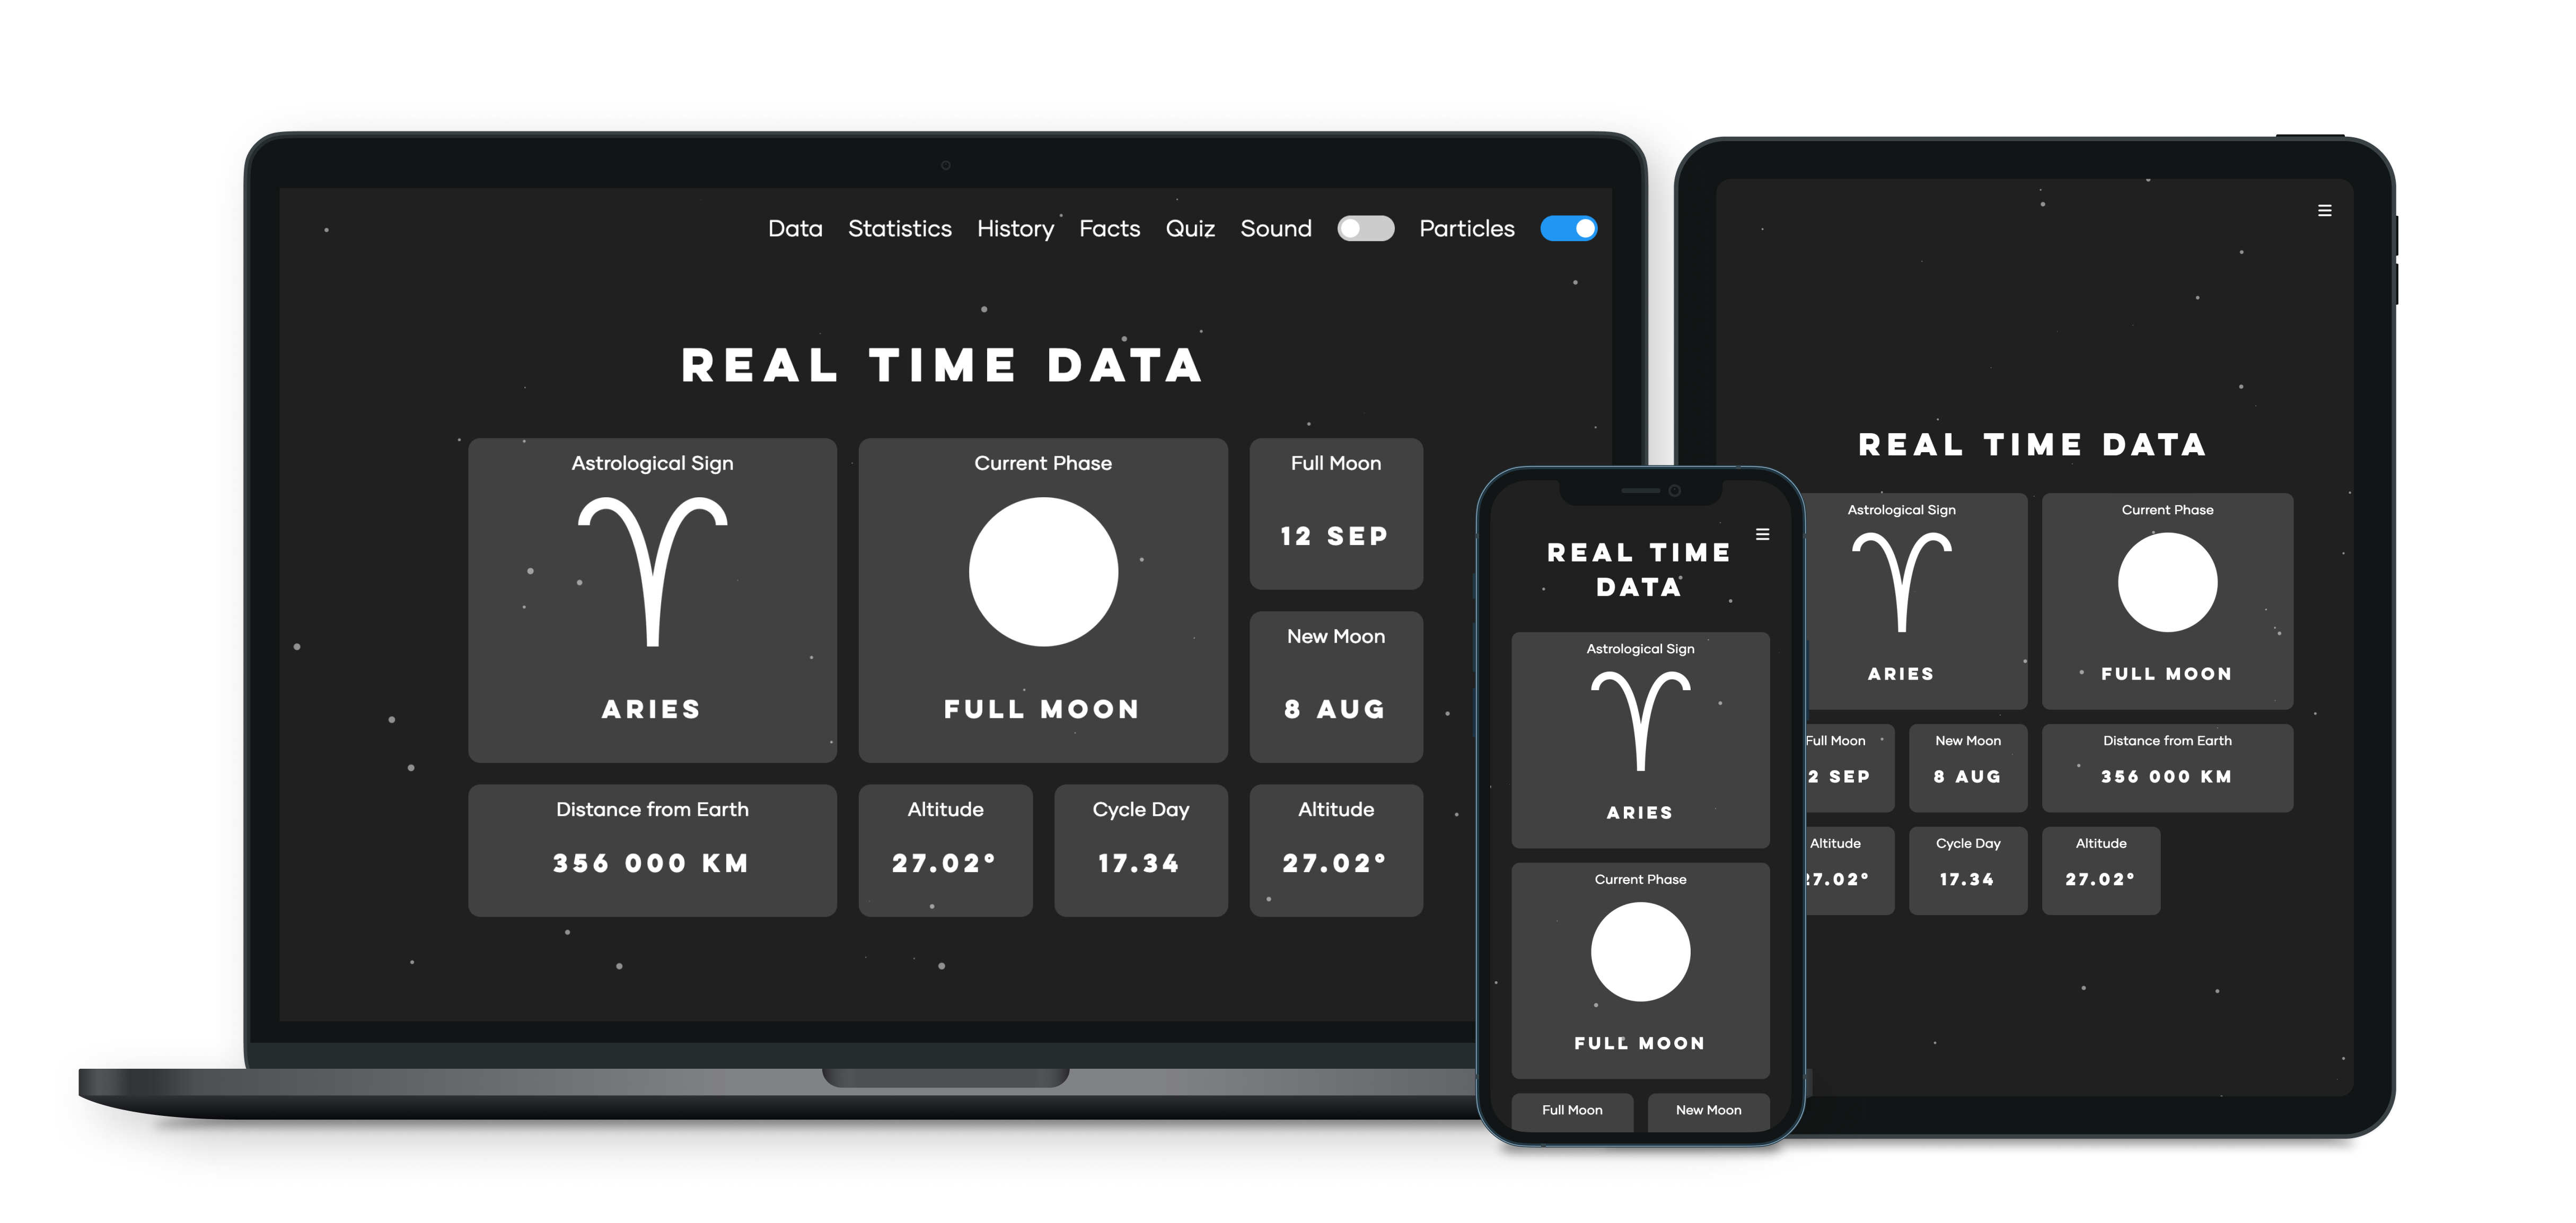 Data Statistics History Facts Quiz Sound Particles
REAL TIME DATA
Astrological Sign
ARIES
Current Phase
FULL MOON
Full Moon
12 SEP
New Moon
8 AUG
Distance from Earth
356 000 KM
Altitude
27.02°
Cycle Day
17.34
Altitude
27.02°
REAL TIME
DATA
Astrological Sign
ARIES
Current Phase
FULL MOON
Full Moon
New Moon
REAL TIME DATA
Astrological Sign
ARIES
Current Phase
FULL MOON
Full Moon
2 SEP
New Moon
8 AUG
Distance from Earth
356 000 KM
Altitude
27.02°
Cycle Day
17.34
Altitude
27.02°